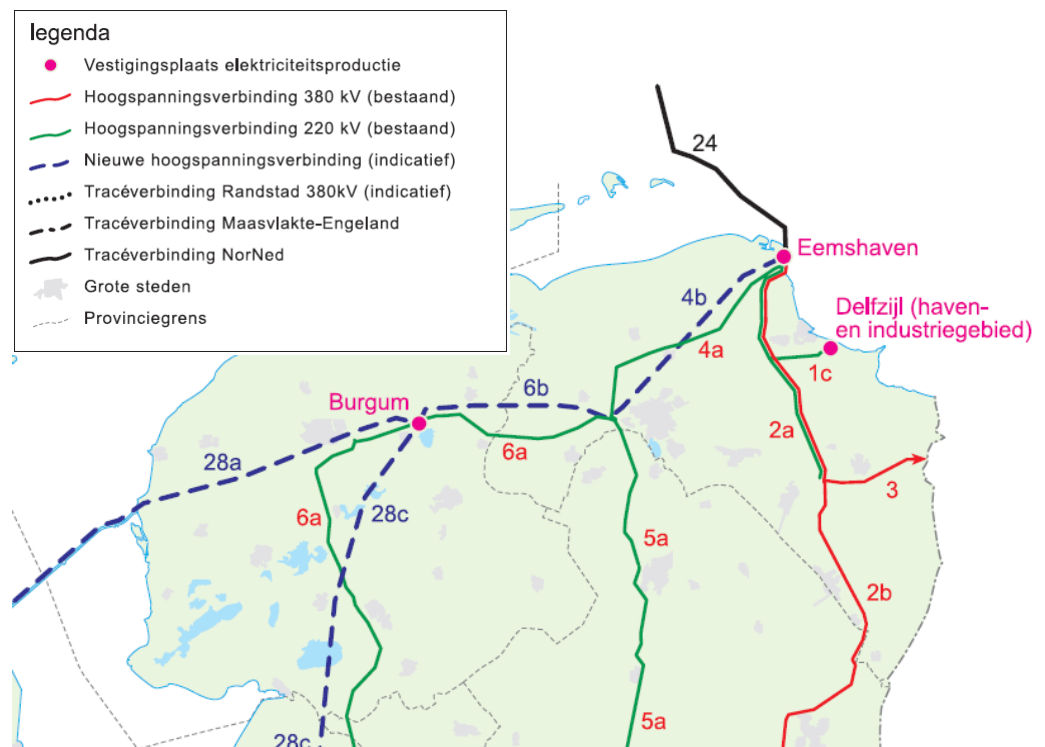 legenda
Vestigingsplaats elektriciteitsproductie
Hoogspanningsverbinding 380 kV (bestaand)
Hoogspanningsverbinding 220 kV (bestaand)
Nieuwe hoogspanningsverbinding (indicatief)
Tracéverbinding Randstad 380kV (indicatief)
Tracéverbinding Maasvlakte-Engeland
Tracéverbinding NorNed
Grote steden
Provinciegrens
24
Eemshaven
4b
Delfzijl (haven-
en industriegebied)
4a
1c
6b
Burgum
2a
6a
28a
3
6a
28c
5a
2b
5a
28c